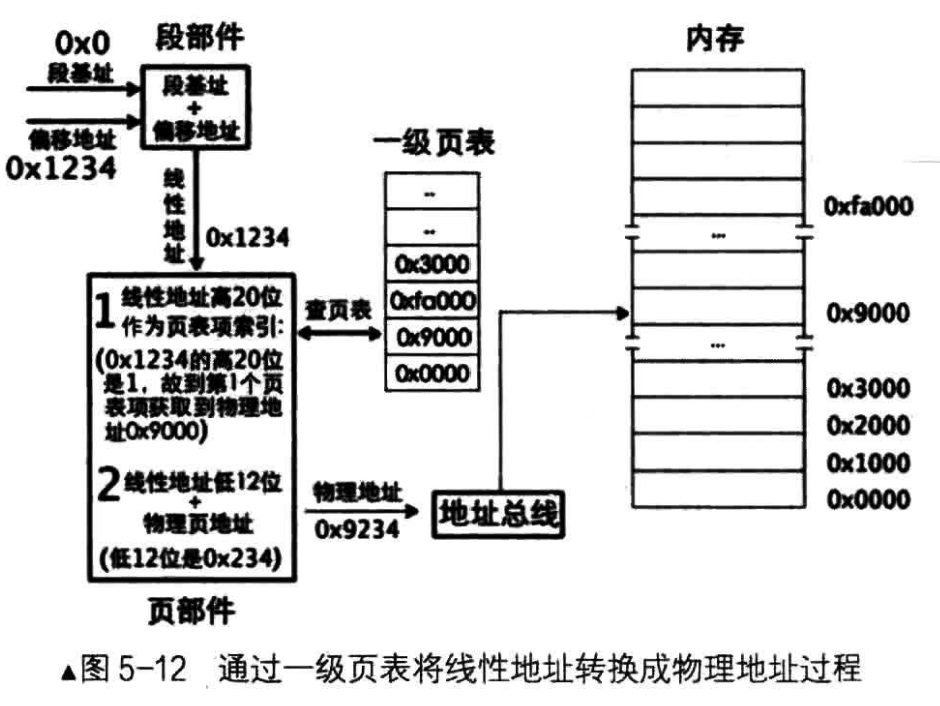 0x0
段基址
偏移地址
0x1234
段部件
段基址
+
偏移地址
线性地址
0x1234
1 线性地址高20位
作为页表项索引:
(0x1234的高20位
是1，故到第1个页
表项获取到物理地
址0x9000)
2 线性地址低12位
+
物理页地址
(低12位是0x234)
页部件
查页表
一级页表
..
..
0x3000
0xfa000
0x9000
0x0000
物理地址
0x9234
地址总线
内存
0xfa000
...
0x9000
...
0x3000
0x2000
0x1000
0x0000
▲图 5-12 通过一级页表将线性地址转换成物理地址过程